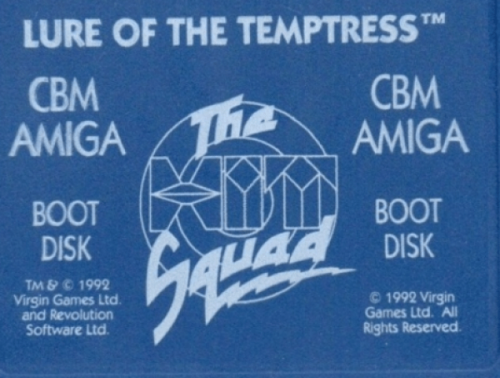 LURE OF THE TEMPTRESS™
CBM
AMIGA
BOOT
DISK
TM & © 1992
Virgin Games Ltd.
and Revolution
Software Ltd.
The
KIXX
Squad
CBM
AMIGA
BOOT
DISK
© 1992 Virgin
Games Ltd. All
Rights Reserved.